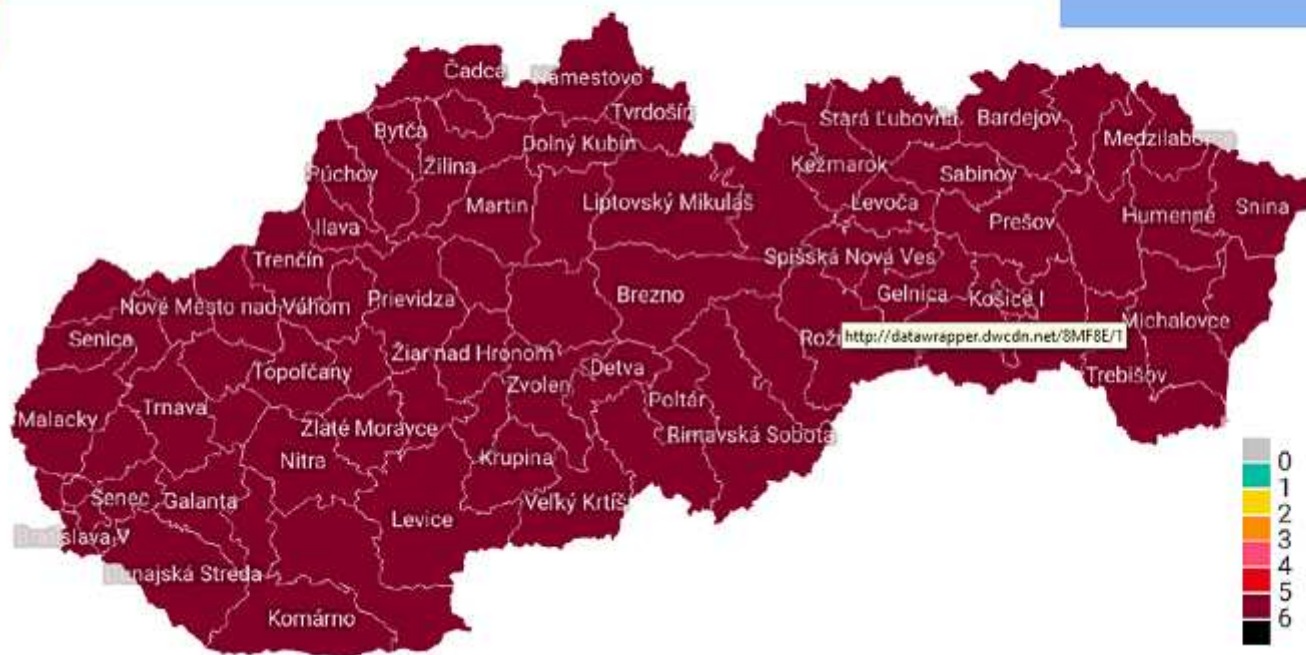 Čadca
Námestovo
Tvrdošín
Stará Ľubovňa
Bardejov
Bytča
Dolný Kubín
Medzilaborce
Púchov
Žilina
Kežmarok
Sabinov
Martin
Liptovský Mikuláš
Levoča
Humenné
Snina
Ilava
Prešov
Trenčín
Spišská Nová Ves
Nové Město nad Váhom
Prievidza
Brezno
Gelnica
Košice I
Michalovce
Senica
Rož
http://datawrapper.dwcdn.net/8MF8E/1
Topoľčany
Žiar nad Hronom
Zvolen
Detva
Trebišov
Malacky
Trnava
Poltár
Zlaté Moravce
Rimavská Sobota
Nitra
Krupina
Senec
Galanta
Levice
Veľký Krtíš
Bratislava V
Dunajská Streda
Komárno
0
1
2
3
4
5
6